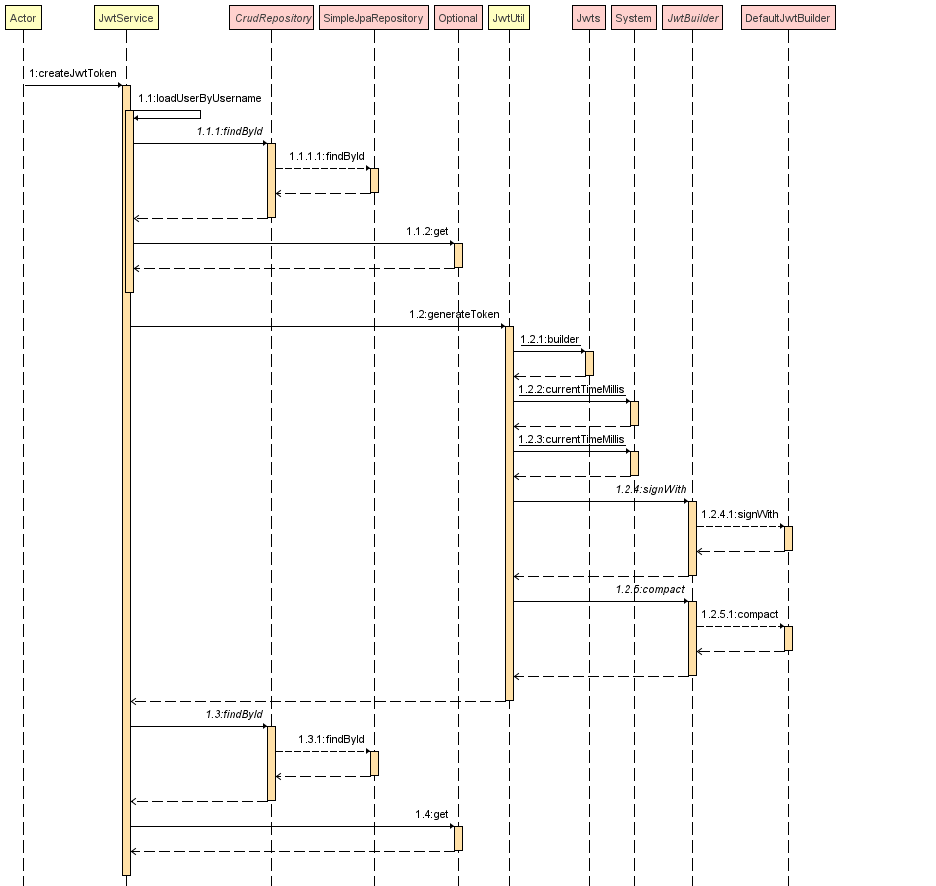 Actor
JwtService
CrudRepository
SimpleJpaRepository
Optional
JwtUtil
Jwts
System
JwtBuilder
DefaultJwtBuilder
1:createJwtToken
1.1:loadUserByUsername
1.1.1:findById
1.1.1.1:findById
1.1.2:get
1.2:generateToken
1.2.1:builder
1.2.2:currentTimeMillis
1.2.3:currentTimeMillis
1.2.4:signWith
1.2.4.1:signWith
1.2.5:compact
1.2.5.1:compact
1.3:findById
1.3.1:findById
1.4:get